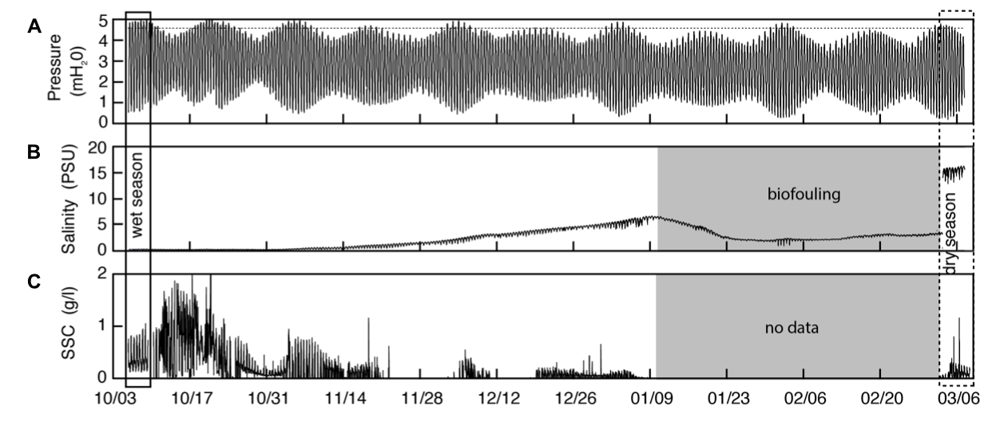 A
Pressure
(mH₂0)
5
4
3
2
1
0
B
Salinity (PSU)
20
15
10
5
0
wet season
biofouling
dry season
C
SSC (g/l)
2
1
0
no data
10/03 10/17 10/31 11/14 11/28 12/12 12/26 01/09 01/23 02/06 02/20 03/06